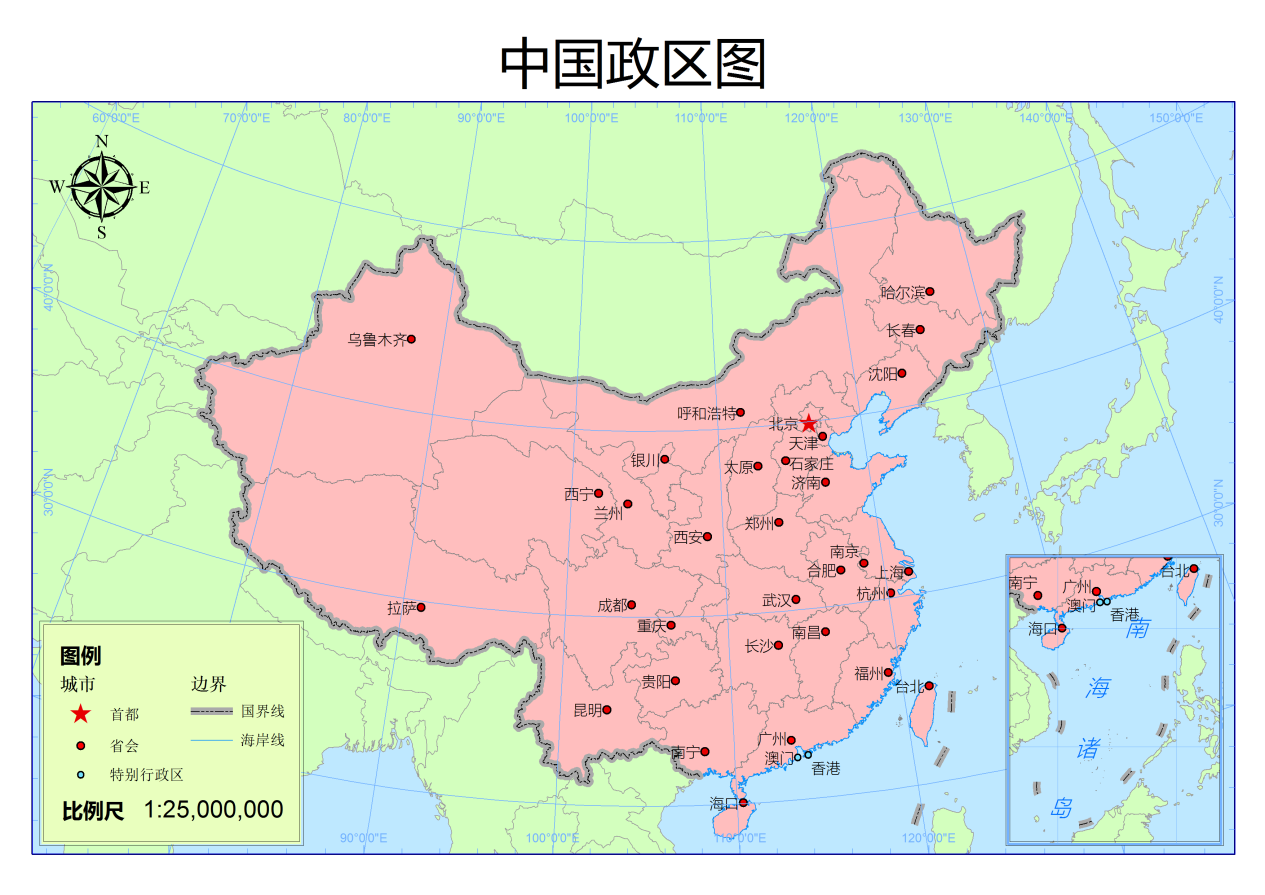 中国政区图
60°0'0"E
70°0'0"E
80°0'0"E
90°0'0"E
100°0'0"E
110°0'0"E
120°0'0"E
130°0'0"E
140°0'0"E
150°0'0"E
N
W
E
S
40°0'0"N
40°0'0"N
30°0'0"N
30°0'0"N
哈尔滨
长春
乌鲁木齐
沈阳
呼和浩特
北京
天津
银川
太原
石家庄
济南
西宁
兰州
郑州
西安
南京
合肥
上海
杭州
拉萨
成都
武汉
重庆
南昌
长沙
福州
贵阳
台北
昆明
广州
南宁
澳门
香港
海口
图例
城市
边界
首都
国界线
省会
海岸线
特别行政区
比例尺 1:25,000,000
台北
南宁
广州
澳门
香港
海口
南
海
诸
岛
90°0'0"E
100°0'0"E
110°0'0"E
120°0'0"E